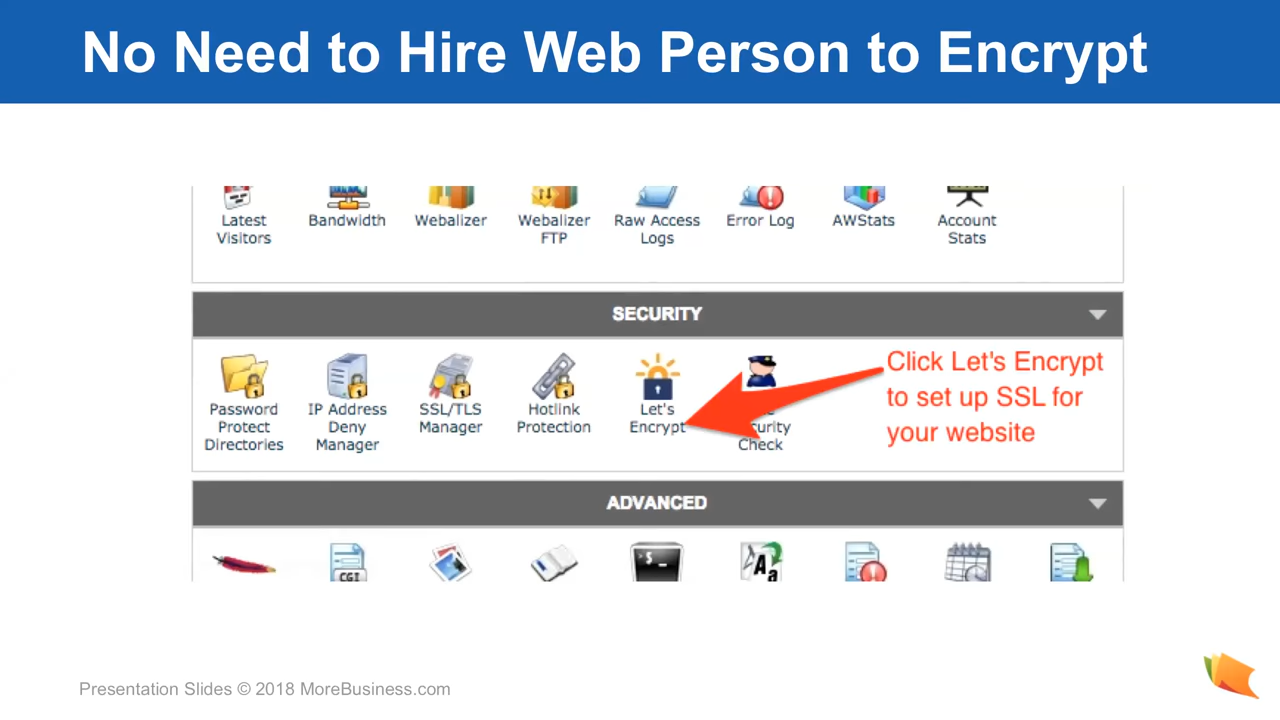 No Need to Hire Web Person to Encrypt
Latest Visitors
Bandwidth
Webalizer
Webalizer FTP
Raw Access Logs
Error Log
AWStats
Account Stats
SECURITY
Password Protect Directories
IP Address Deny Manager
SSL/TLS Manager
Hotlink Protection
Let's Encrypt
Check
Click Let's Encrypt
to set up SSL for
your website
ADVANCED
CGI
$_
Aa
Presentation Slides © 2018 MoreBusiness.com